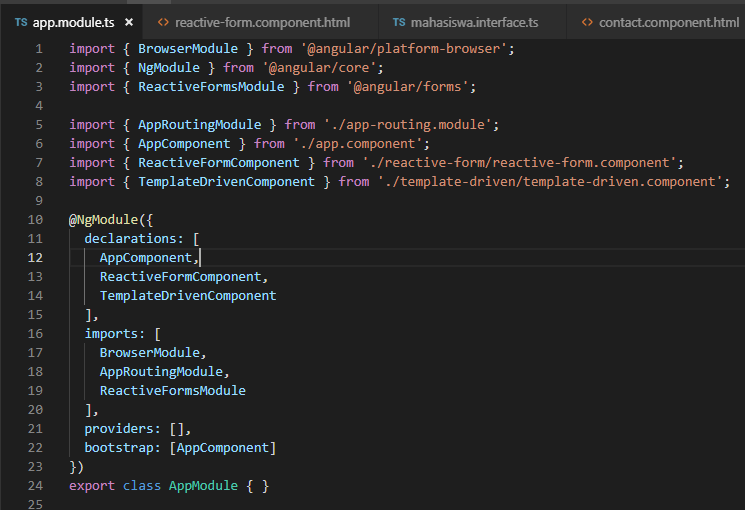 TS app.module.ts × <> reactive-form.component.html TS mahasiswa.interface.ts <> contact.component.html
1 import { BrowserModule } from '@angular/platform-browser';
2 import { NgModule } from '@angular/core';
3 import { ReactiveFormsModule } from '@angular/forms';
4
5 import { AppRoutingModule } from './app-routing.module';
6 import { AppComponent } from './app.component';
7 import { ReactiveFormComponent } from './reactive-form/reactive-form.component';
8 import { TemplateDrivenComponent } from './template-driven/template-driven.component';
9
10 @NgModule({
11   declarations: [
12     AppComponent,
13     ReactiveFormComponent,
14     TemplateDrivenComponent
15   ],
16   imports: [
17     BrowserModule,
18     AppRoutingModule,
19     ReactiveFormsModule
20   ],
21   providers: [],
22   bootstrap: [AppComponent]
23 })
24 export class AppModule { }
25